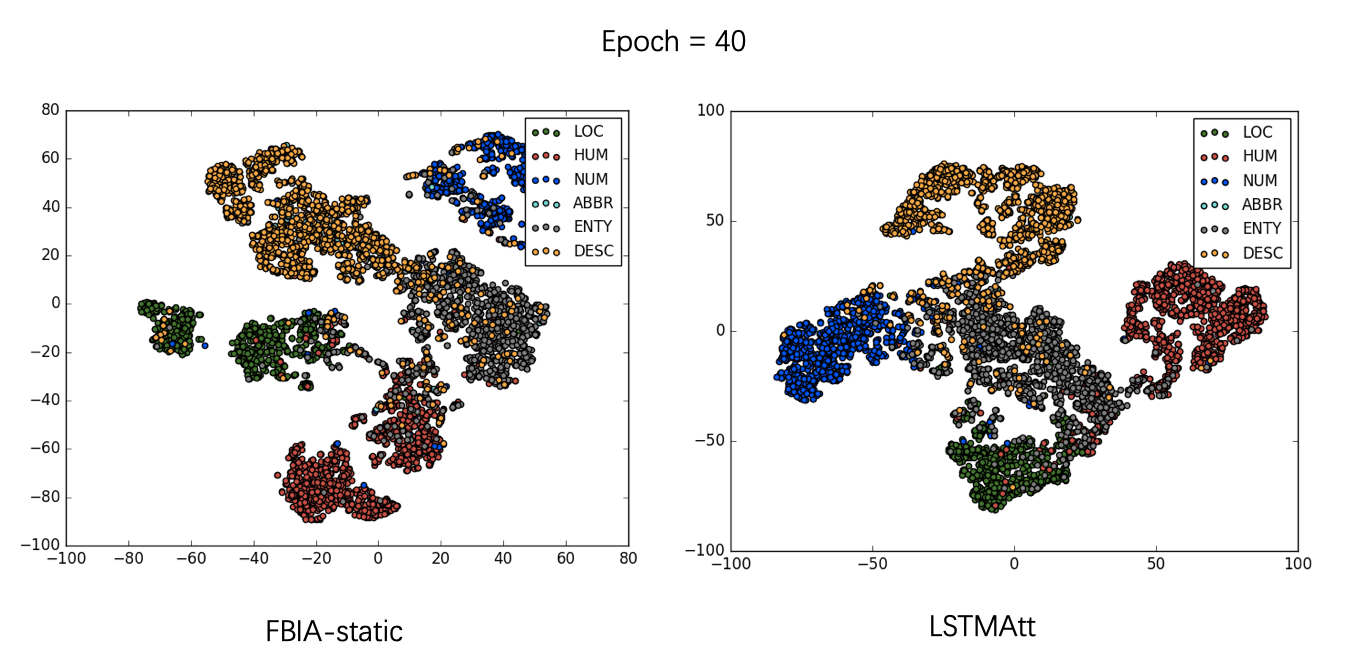 Epoch = 40
80
60
40
20
0
−20
−40
−60
−80
−100
−100
−80
−60
−40
−20
0
20
40
60
80
LOC
HUM
NUM
ABBR
ENTY
DESC
FBIA-static
100
50
0
−50
−100
−100
−50
0
50
100
LOC
HUM
NUM
ABBR
ENTY
DESC
LSTMAtt